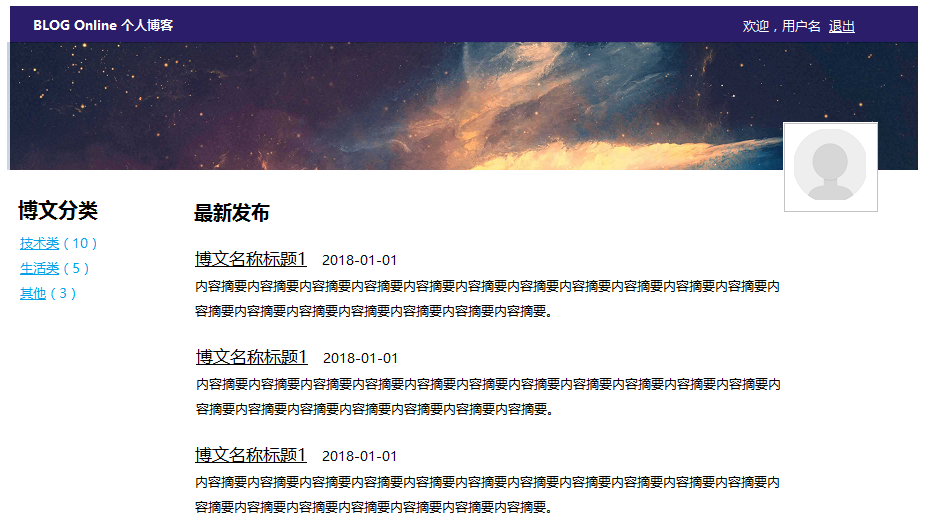 BLOG Online 个人博客
欢迎，用户名 退出
博文分类
技术类（10）
生活类（5）
其他（3）
最新发布
博文名称标题1 2018-01-01
内容摘要内容摘要内容摘要内容摘要内容摘要内容摘要内容摘要内容摘要内容摘要内容摘要内容摘要内
容摘要内容摘要内容摘要内容摘要内容摘要内容摘要内容摘要。
博文名称标题1 2018-01-01
内容摘要内容摘要内容摘要内容摘要内容摘要内容摘要内容摘要内容摘要内容摘要内容摘要内容摘要内
容摘要内容摘要内容摘要内容摘要内容摘要内容摘要内容摘要。
博文名称标题1 2018-01-01
内容摘要内容摘要内容摘要内容摘要内容摘要内容摘要内容摘要内容摘要内容摘要内容摘要内容摘要内
容摘要内容摘要内容摘要内容摘要内容摘要内容摘要内容摘要。